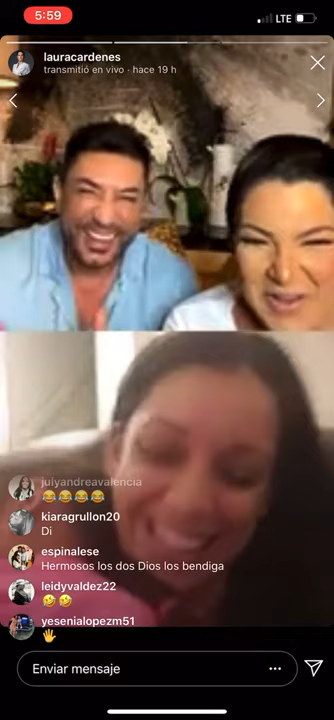 5:59
LTE
lauracardenes
transmitió en vivo · hace 19 h
julyandreavalencia
😂😂😂😂
kiaragrullon20
Di
espinalese
Hermosos los dos Dios los bendiga
leidyvaldez22
🤣🤣
yesenialopezm51
🖐
Enviar mensaje